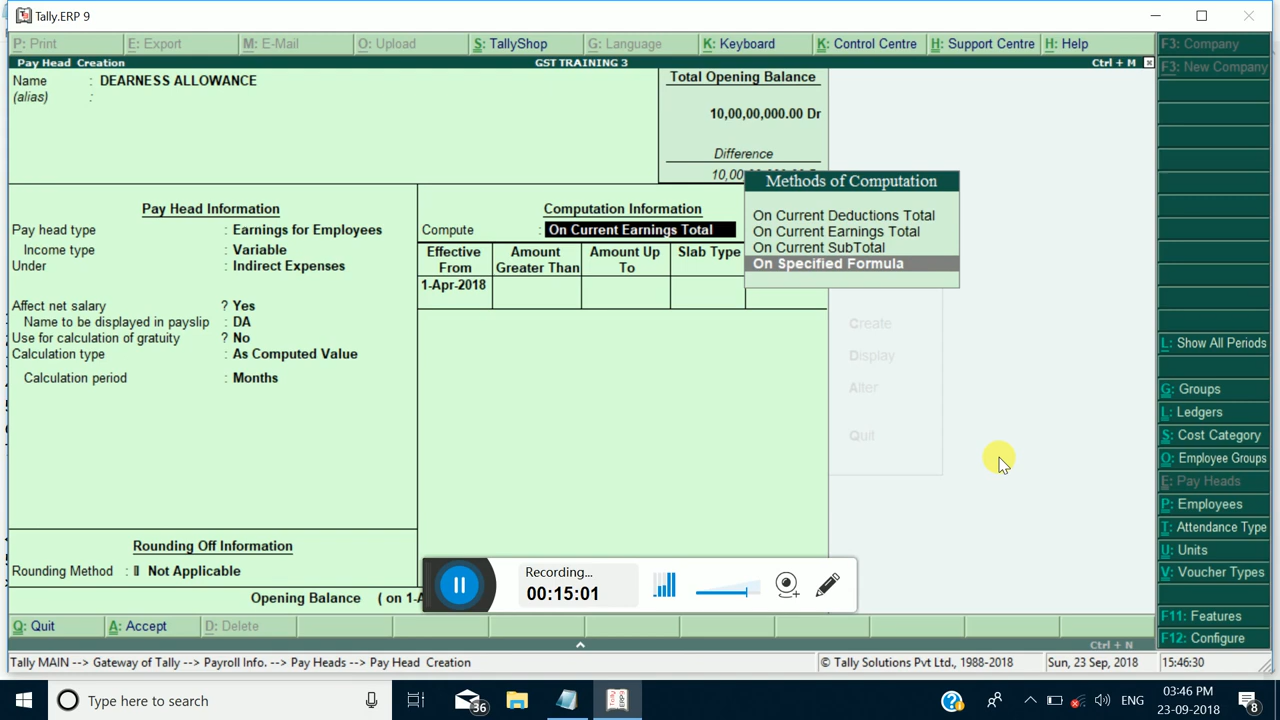 Tally.ERP 9
P: Print
E: Export
M: E-Mail
O: Upload
S: TallyShop
G: Language
K: Keyboard
K: Control Centre
H: Support Centre
H: Help
F3: Company
F3: New Company
Pay Head Creation
GST TRAINING 3
Ctrl + M
Name : DEARNESS ALLOWANCE
(alias) :
Total Opening Balance
10,00,00,000.00 Dr
Difference
Pay Head Information
Pay head type : Earnings for Employees
Income type : Variable
Under : Indirect Expenses
Affect net salary ? Yes
Name to be displayed in payslip : DA
Use for calculation of gratuity ? No
Calculation type : As Computed Value
Calculation period : Months
Computation Information
Compute : On Current Earnings Total
Effective From
Amount Greater Than
Amount Up To
Slab Type
1-Apr-2018
Methods of Computation
On Current Deductions Total
On Current Earnings Total
On Current SubTotal
On Specified Formula
Create
Display
Alter
Quit
L: Show All Periods
G: Groups
L: Ledgers
S: Cost Category
O: Employee Groups
E: Pay Heads
P: Employees
T: Attendance Type
U: Units
V: Voucher Types
F11: Features
F12: Configure
Rounding Off Information
Rounding Method : Not Applicable
Opening Balance ( on 1-
Recording...
00:15:01
Q: Quit
A: Accept
D: Delete
Ctrl + N
Tally MAIN --> Gateway of Tally --> Payroll Info. --> Pay Heads --> Pay Head Creation
© Tally Solutions Pvt Ltd., 1988-2018
Sun, 23 Sep, 2018
15:46:30
Type here to search
36
ENG
03:46 PM
23-09-2018
8